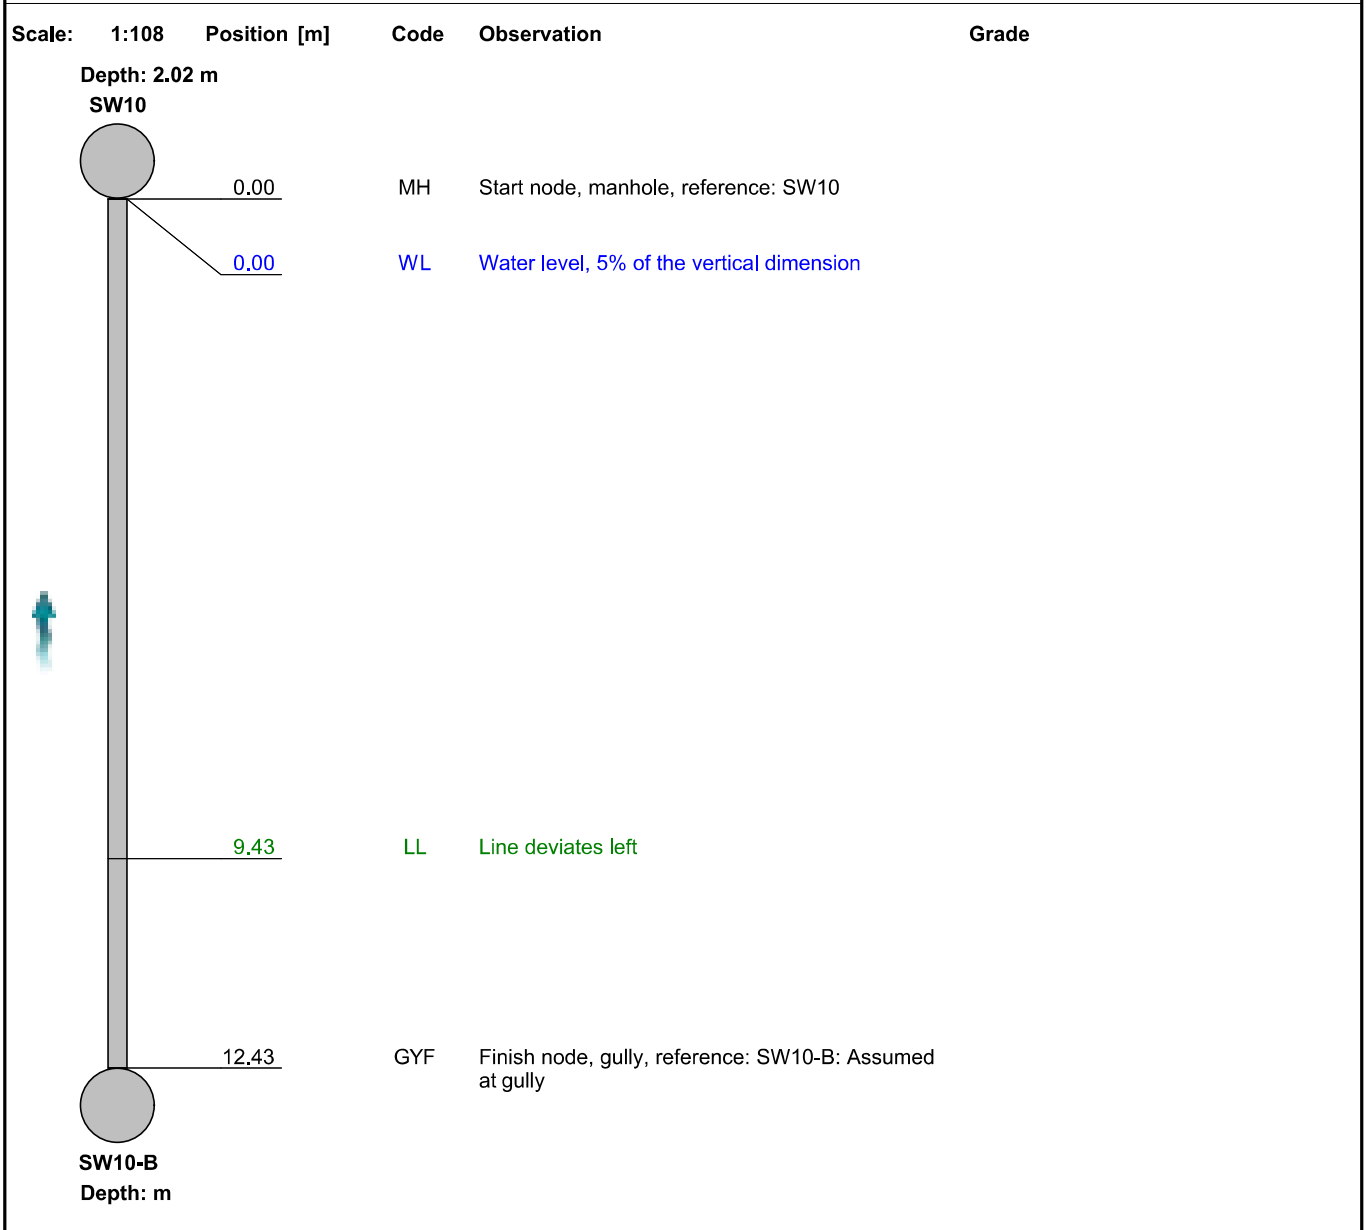 Scale: 1:108 Position [m] Code Observation Grade
Depth: 2.02 m
SW10
0.00 MH Start node, manhole, reference: SW10
0.00 WL Water level, 5% of the vertical dimension
9.43 LL Line deviates left
12.43 GYF Finish node, gully, reference: SW10-B: Assumed
at gully
SW10-B
Depth: m